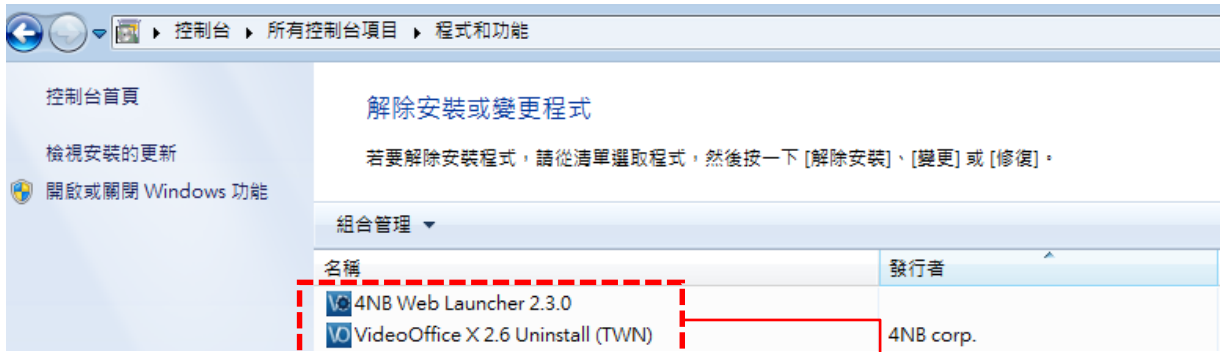 控制台 ▸ 所有控制台項目 ▸ 程式和功能
控制台首頁
檢視安裝的更新
開啟或關閉 Windows 功能
解除安裝或變更程式
若要解除安裝程式，請從清單選取程式，然後按一下 [解除安裝]、[變更] 或 [修復]。
組合管理
名稱 發行者
4NB Web Launcher 2.3.0
VideoOffice X 2.6 Uninstall (TWN) 4NB corp.